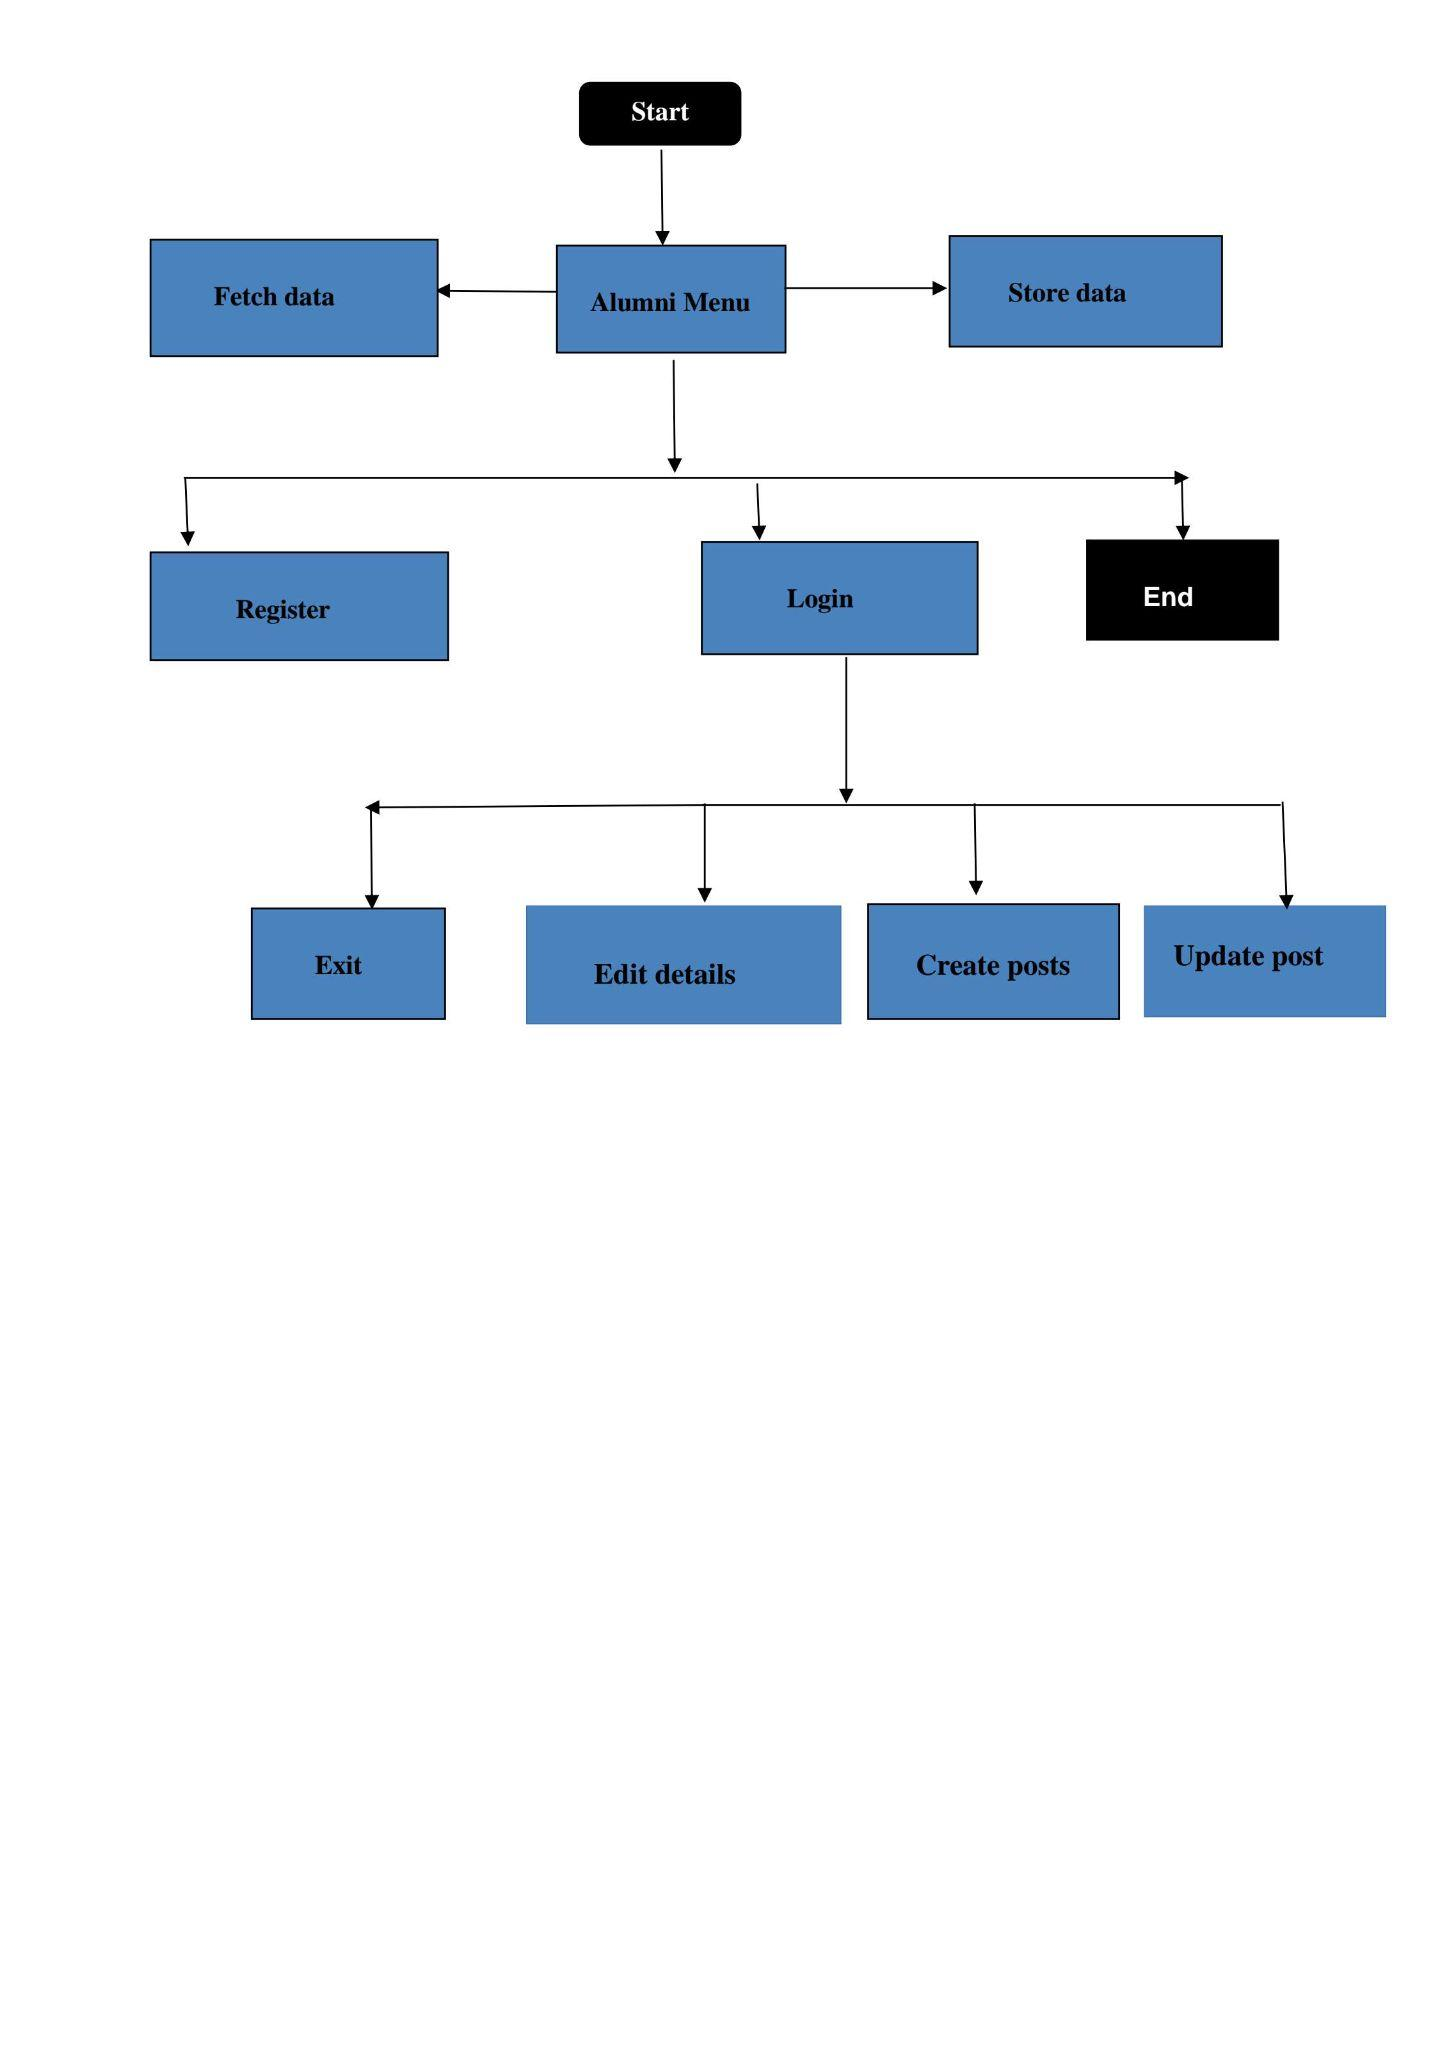 Start
Fetch data
Alumni Menu
Store data
Register
Login
End
Exit
Edit details
Create posts
Update post